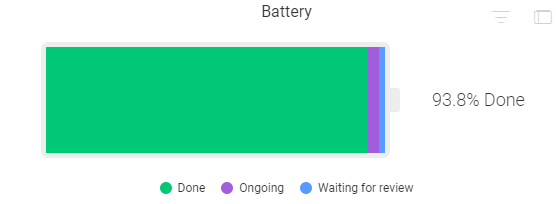 Battery
93.8% Done
Done
Ongoing
Waiting for review